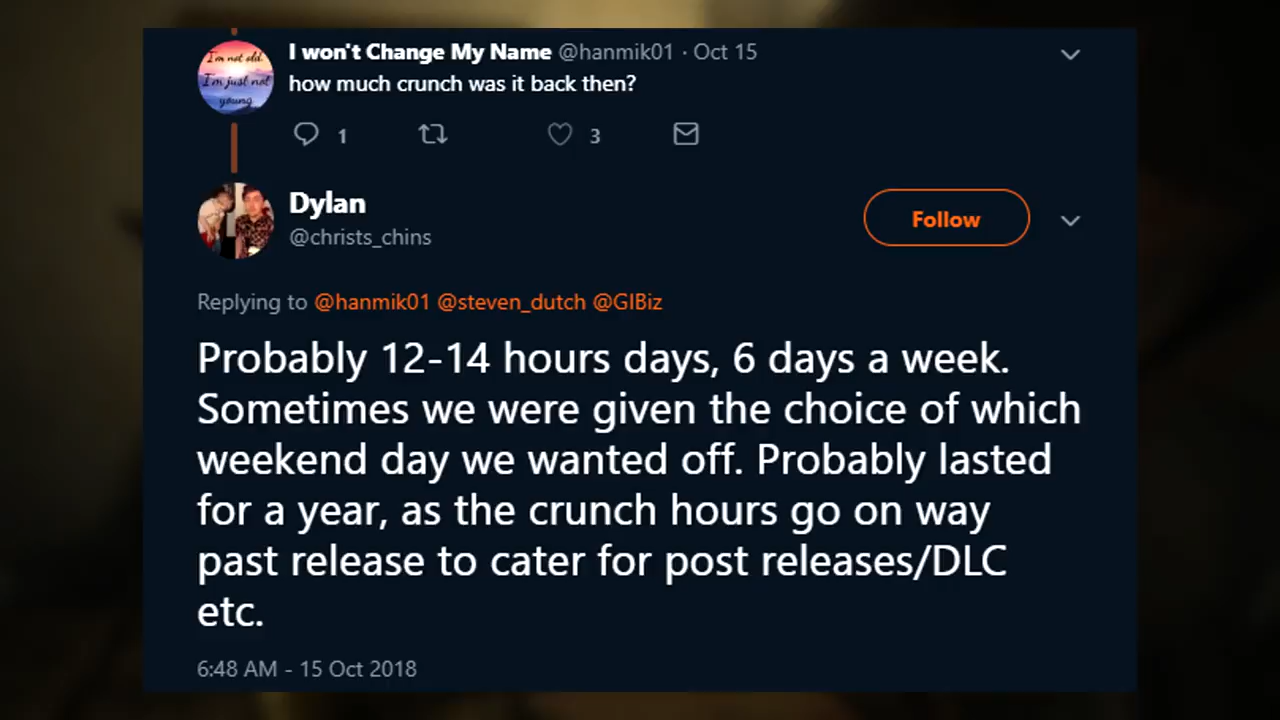 I won't Change My Name @hanmik01 · Oct 15
I'm not old.
I'm just not
young.
how much crunch was it back then?
1 3
Dylan
@christs_chins
Follow
Replying to @hanmik01 @steven_dutch @GIBiz
Probably 12-14 hours days, 6 days a week.
Sometimes we were given the choice of which
weekend day we wanted off. Probably lasted
for a year, as the crunch hours go on way
past release to cater for post releases/DLC
etc.
6:48 AM - 15 Oct 2018